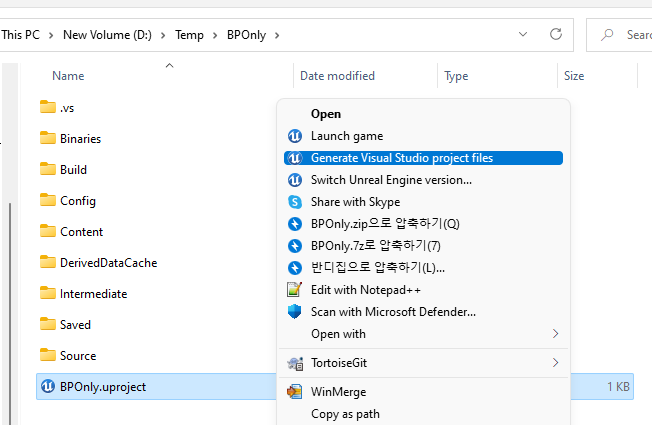 This PC > New Volume (D:) > Temp > BPOnly >
Name Date modified Type Size
.vs
Binaries
Build
Config
Content
DerivedDataCache
Intermediate
Saved
Source
BPOnly.uproject 1 KB
Open
Launch game
Generate Visual Studio project files
Switch Unreal Engine version...
Share with Skype
BPOnly.zip으로 압축하기(Q)
BPOnly.7z로 압축하기(7)
반디집으로 압축하기(L)...
Edit with Notepad++
Scan with Microsoft Defender...
Open with
TortoiseGit
WinMerge
Copy as path